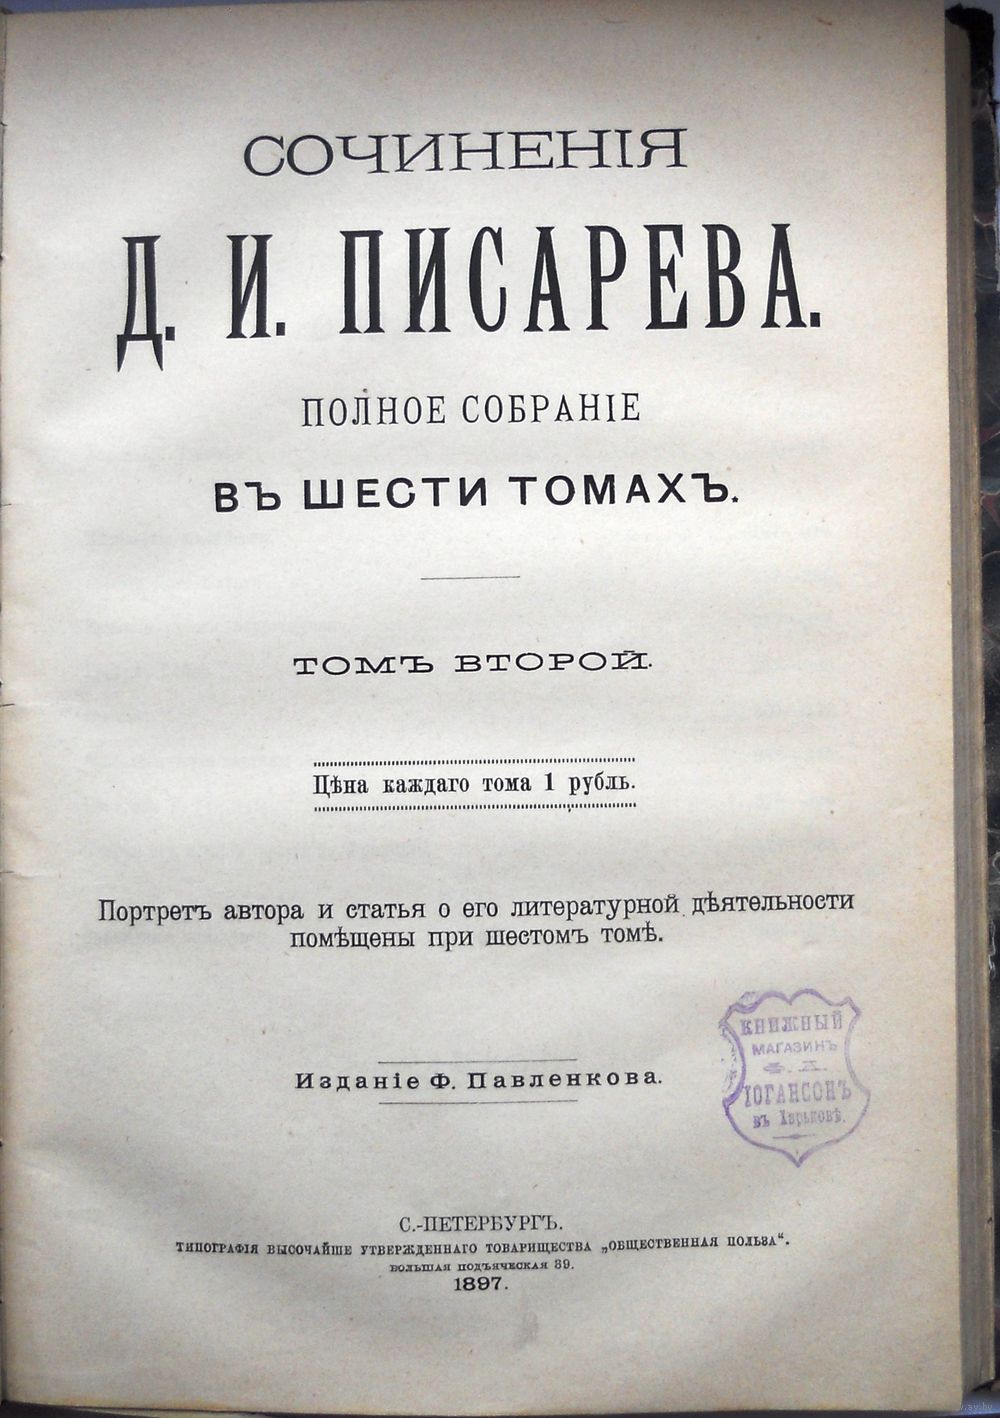 СОЧИНЕНІЯ
Д. И. ПИСАРЕВА.
ПОЛНОЕ СОБРАНІЕ
ВЪ ШЕСТИ ТОМАХЪ.
ТОМЪ ВТОРОЙ.
Цѣна каждаго тома 1 рубль.
Портретъ автора и статья о его литературной дѣятельности
помѣщены при шестомъ томѣ.
КНИЖНЫЙ
МАГАЗИНЪ
ІОГАНСОНЪ
въ Харьковѣ.
Изданіе Ф. Павленкова.
С.-ПЕТЕРБУРГЪ.
ТИПОГРАФІЯ ВЫСОЧАЙШЕ УТВЕРЖДЕННАГО ТОВАРИЩЕСТВА „ОБЩЕСТВЕННАЯ ПОЛЬЗА“.
БОЛЬШАЯ ПОДЪЯЧЕСКАЯ 39.
1897.